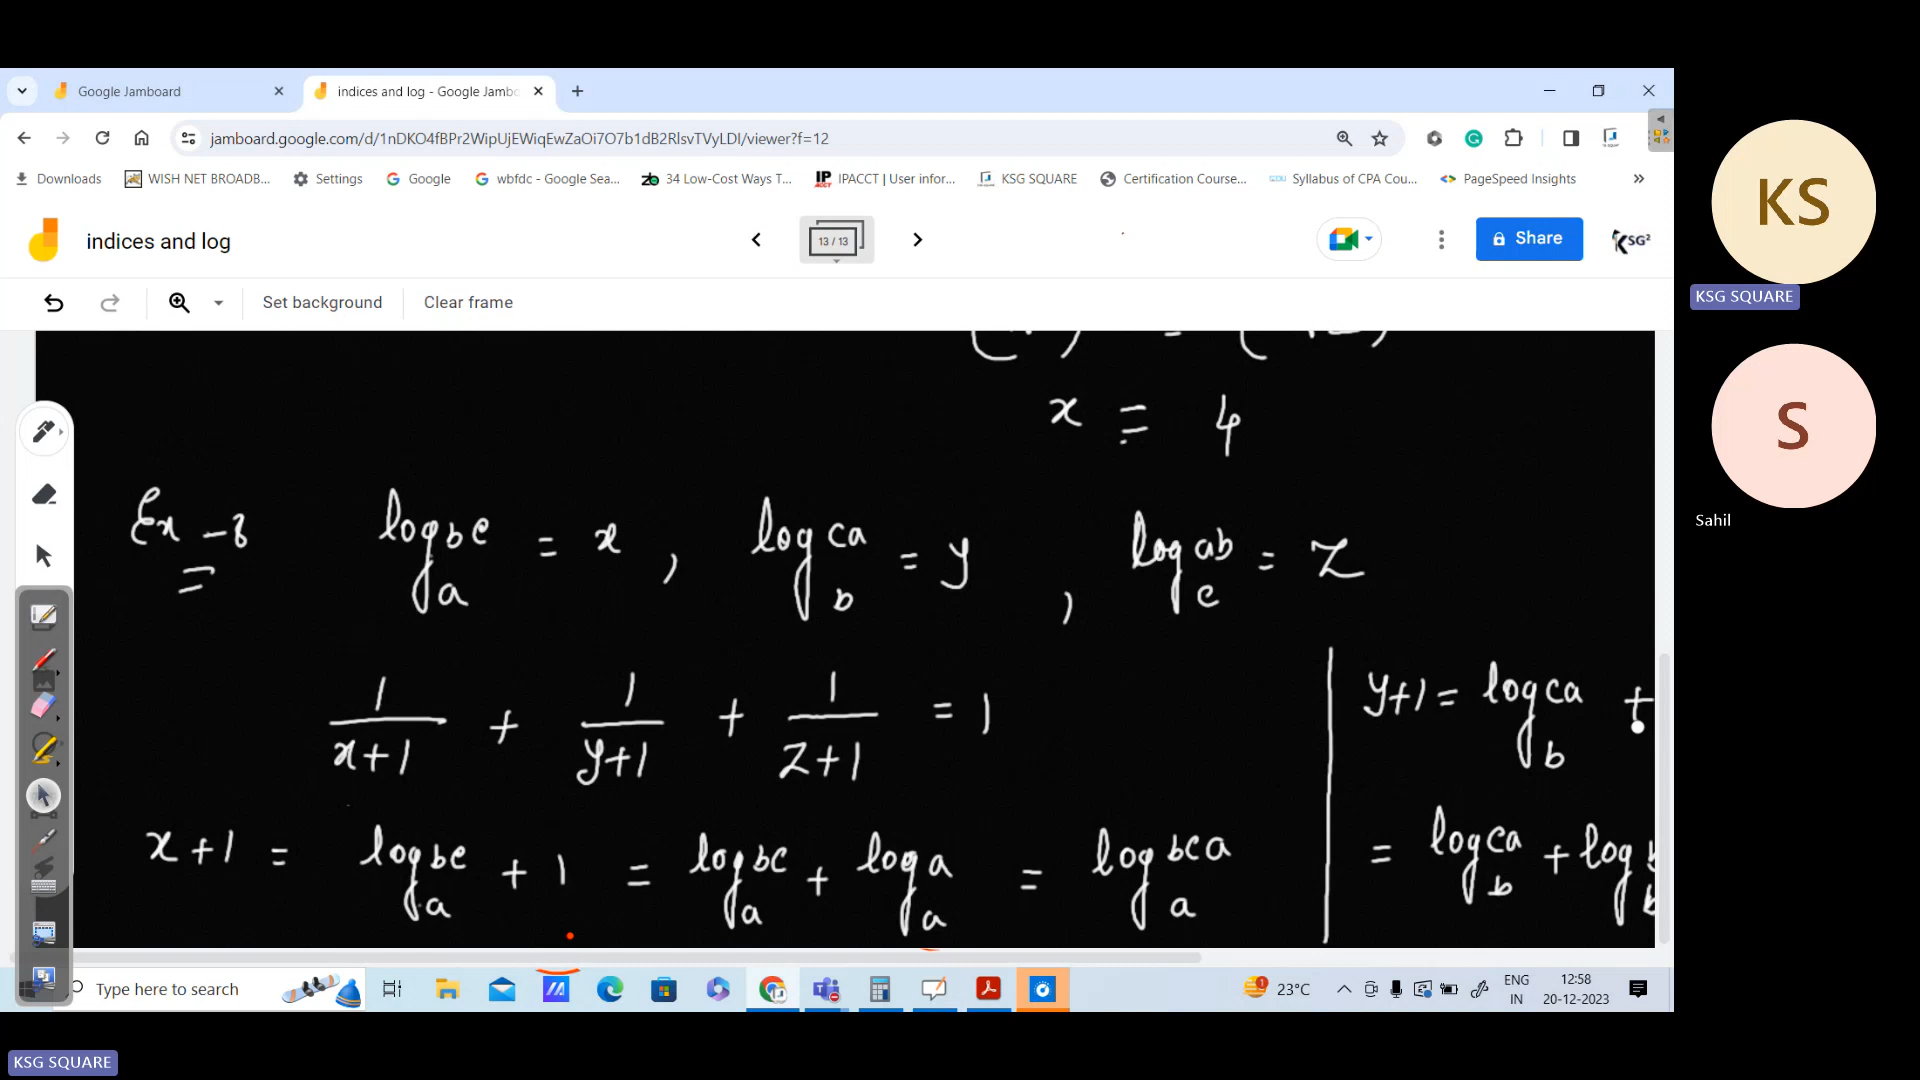 Google Jamboard
indices and log - Google Jambo
jamboard.google.com/d/1nDKO4fBPr2WipUjEWiqEwZaOi7O7b1dB2RlsvTVyLDI/viewer?f=12
Downloads WISH NET BROADB... Settings Google wbfdc - Google Sea... 34 Low-Cost Ways T... IPACCT | User infor... KSG SQUARE Certification Course... Syllabus of CPA Cou... PageSpeed Insights »
indices and log
13 / 13
Share
KSG²
Set background Clear frame
x = 4
Ex - 8 log_a bc = x , log_b ca = y , log_c ab = z
1/(x+1) + 1/(y+1) + 1/(z+1) = 1
x+1 = log_a bc + 1 = log_a bc + log_a a = log_a bca
y+1 = log_b ca +
= log_b ca + log_b b
Type here to search
23°C
ENG
IN
12:58
20-12-2023
KS
KSG SQUARE
S
Sahil
KSG SQUARE